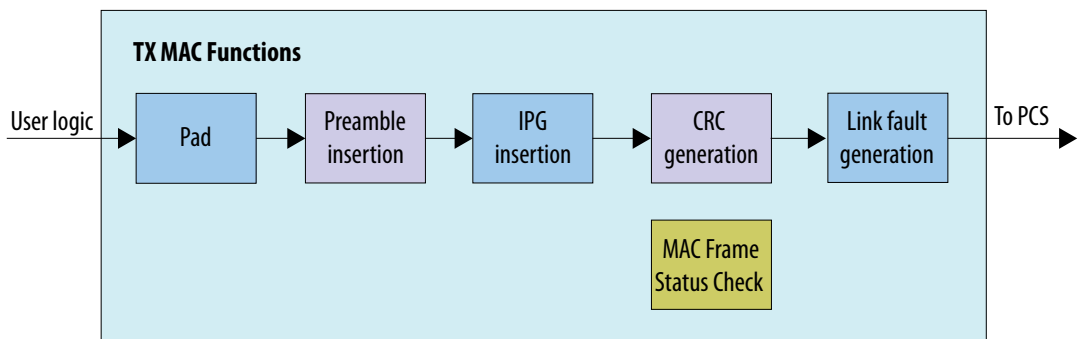 TX MAC Functions
User logic
Pad
Preamble
insertion
IPG
insertion
CRC
generation
Link fault
generation
To PCS
MAC Frame
Status Check